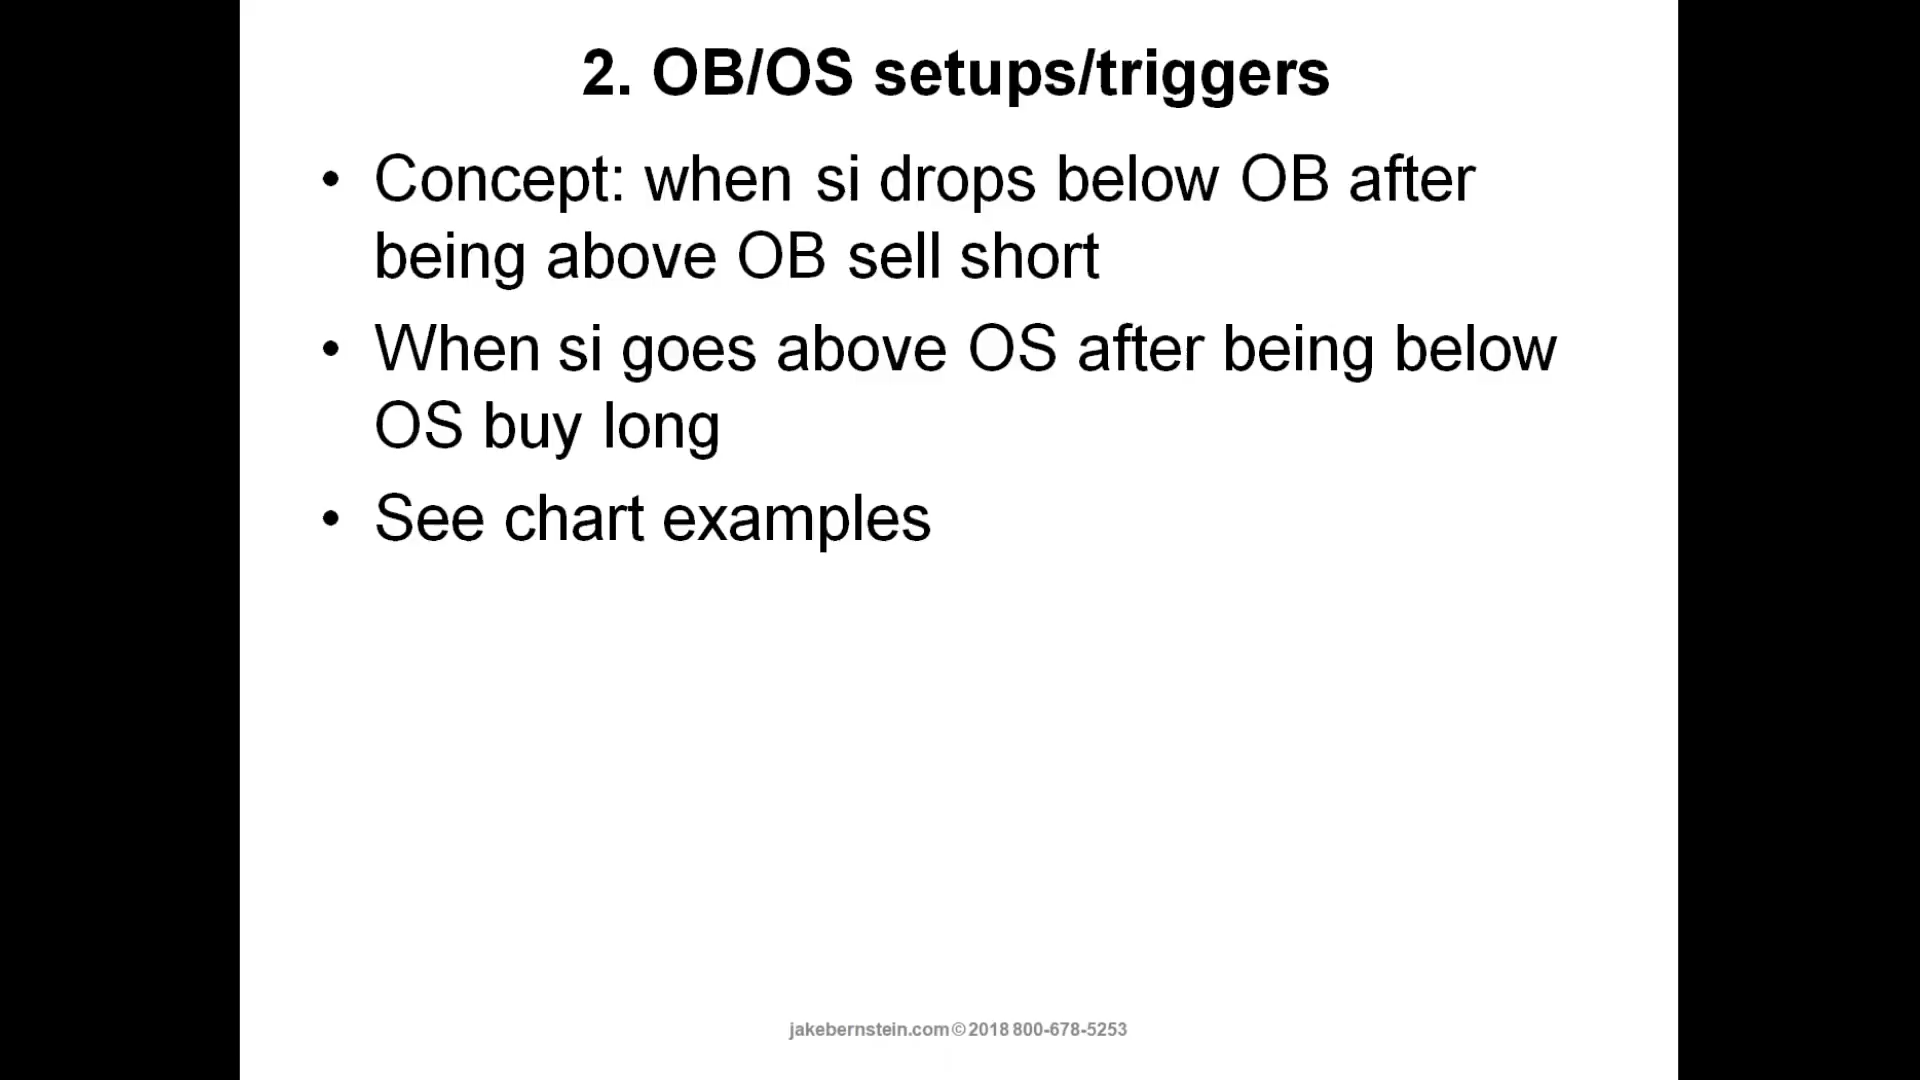 2. OB/OS setups/triggers
• Concept: when si drops below OB after
being above OB sell short
• When si goes above OS after being below
OS buy long
• See chart examples
jakebernstein.com © 2018 800-678-5253